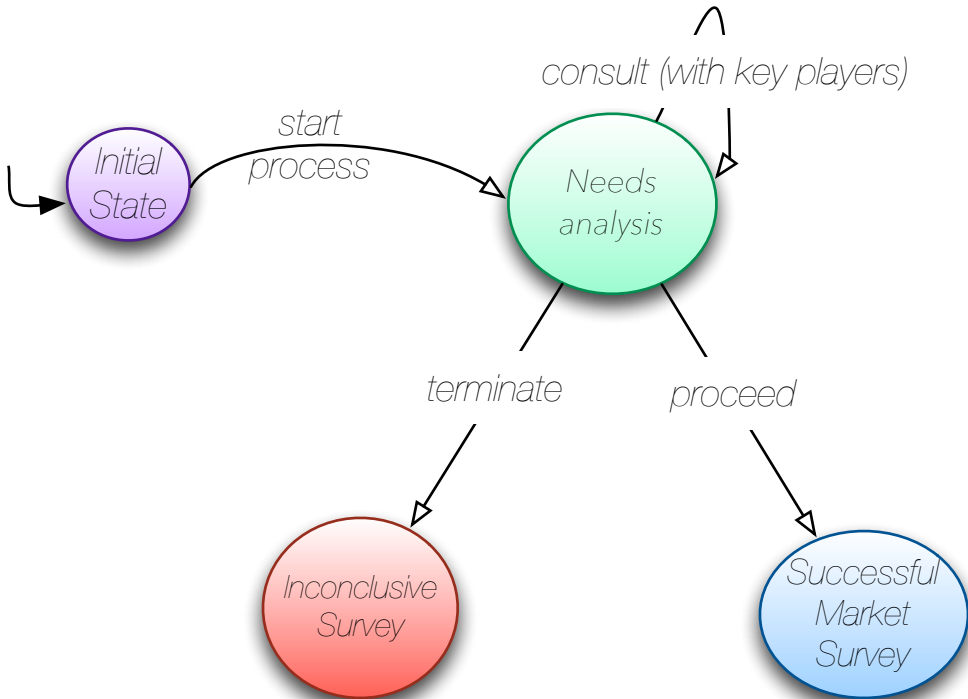 consult (with key players)
start
process
Initial
State
Needs
analysis
terminate
proceed
Inconclusive
Survey
Successful
Market
Survey